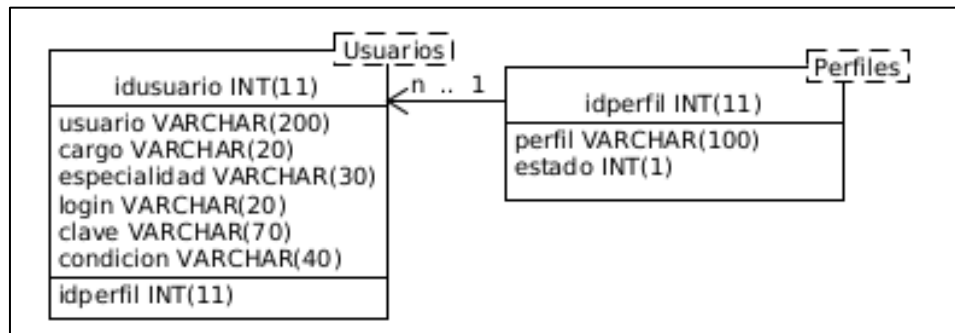 Usuarios
idusuario INT(11)
usuario VARCHAR(200)
cargo VARCHAR(20)
especialidad VARCHAR(30)
login VARCHAR(20)
clave VARCHAR(70)
condicion VARCHAR(40)
idperfil INT(11)
n .. 1
Perfiles
idperfil INT(11)
perfil VARCHAR(100)
estado INT(1)